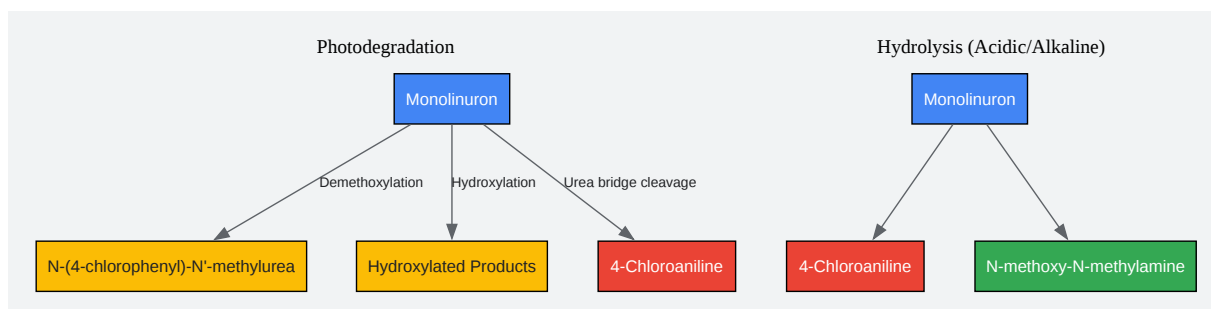 Photodegradation
Hydrolysis (Acidic/Alkaline)
Monolinuron
Monolinuron
Demethoxylation
Hydroxylation
Urea bridge cleavage
N-(4-chlorophenyl)-N'-methylurea
Hydroxylated Products
4-Chloroaniline
4-Chloroaniline
N-methoxy-N-methylamine